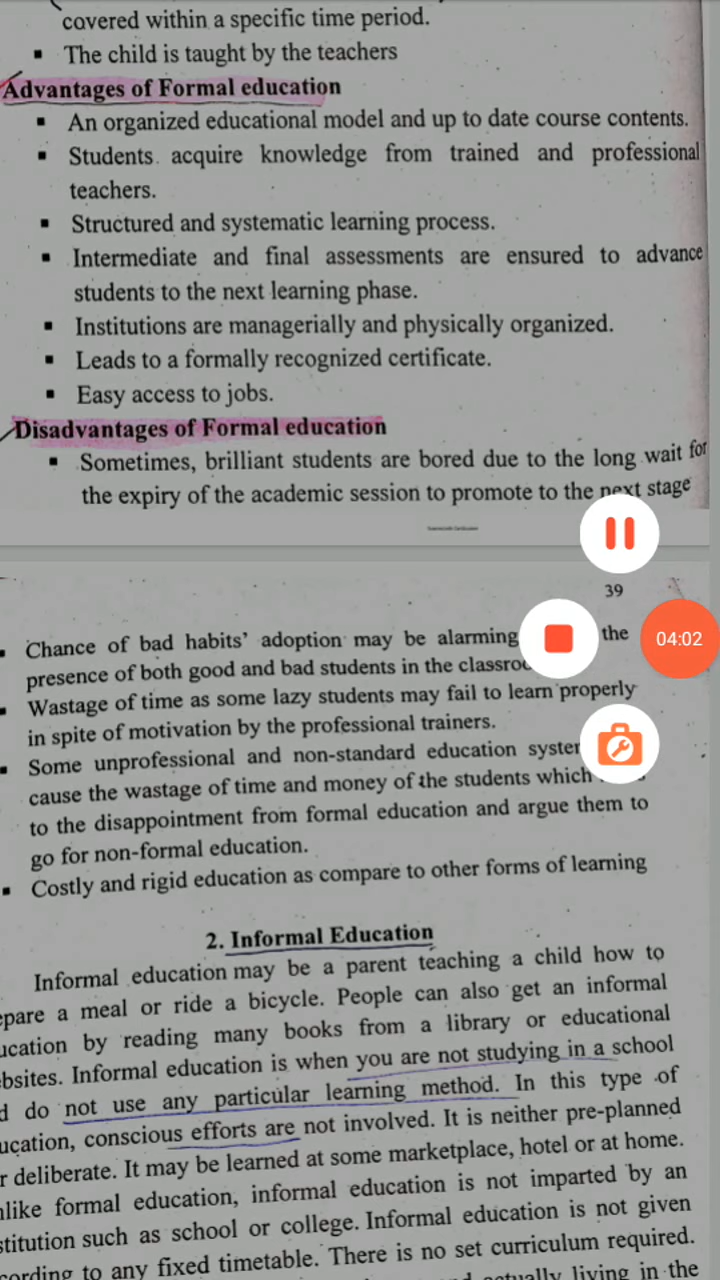 covered within a specific time period.
▪ The child is taught by the teachers
Advantages of Formal education
▪ An organized educational model and up to date course contents.
▪ Students acquire knowledge from trained and professional
teachers.
▪ Structured and systematic learning process.
▪ Intermediate and final assessments are ensured to advance
students to the next learning phase.
▪ Institutions are managerially and physically organized.
▪ Leads to a formally recognized certificate.
▪ Easy access to jobs.
Disadvantages of Formal education
▪ Sometimes, brilliant students are bored due to the long wait for
the expiry of the academic session to promote to the next stage
39
▪ Chance of bad habits' adoption may be alarming the
presence of both good and bad students in the
04:02
▪ Wastage of time as some lazy students may fail to learn properly
in spite of motivation by the professional trainers.
▪ Some unprofessional and non-standard education
cause the wastage of time and money of the students which
to the disappointment from formal education and argue them to
go for non-formal education.
▪ Costly and rigid education as compare to other forms of learning
2. Informal Education
Informal education may be a parent teaching a child how to
epare a meal or ride a bicycle. People can also get an informal
ucation by reading many books from a library or educational
bsites. Informal education is when you are not studying in a school
d do not use any particular learning method. In this type of
ucation, conscious efforts are not involved. It is neither pre-planned
r deliberate. It may be learned at some marketplace, hotel or at home.
nlike formal education, informal education is not imparted by an
stitution such as school or college. Informal education is not given
cording to any fixed timetable. There is no set curriculum required.
actually living in the